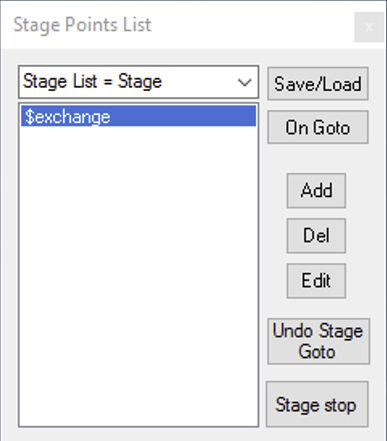 Stage Points List
x
Stage List = Stage
Save/Load
$exchange
On Goto
Add
Del
Edit
Undo Stage
Goto
Stage stop